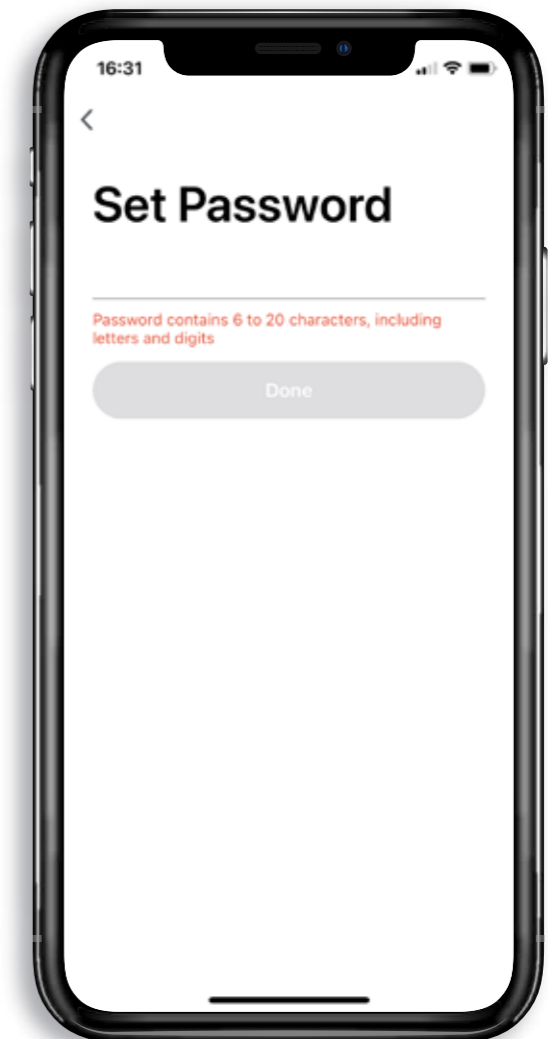 16:31
Set Password
Password contains 6 to 20 characters, including
letters and digits
Done